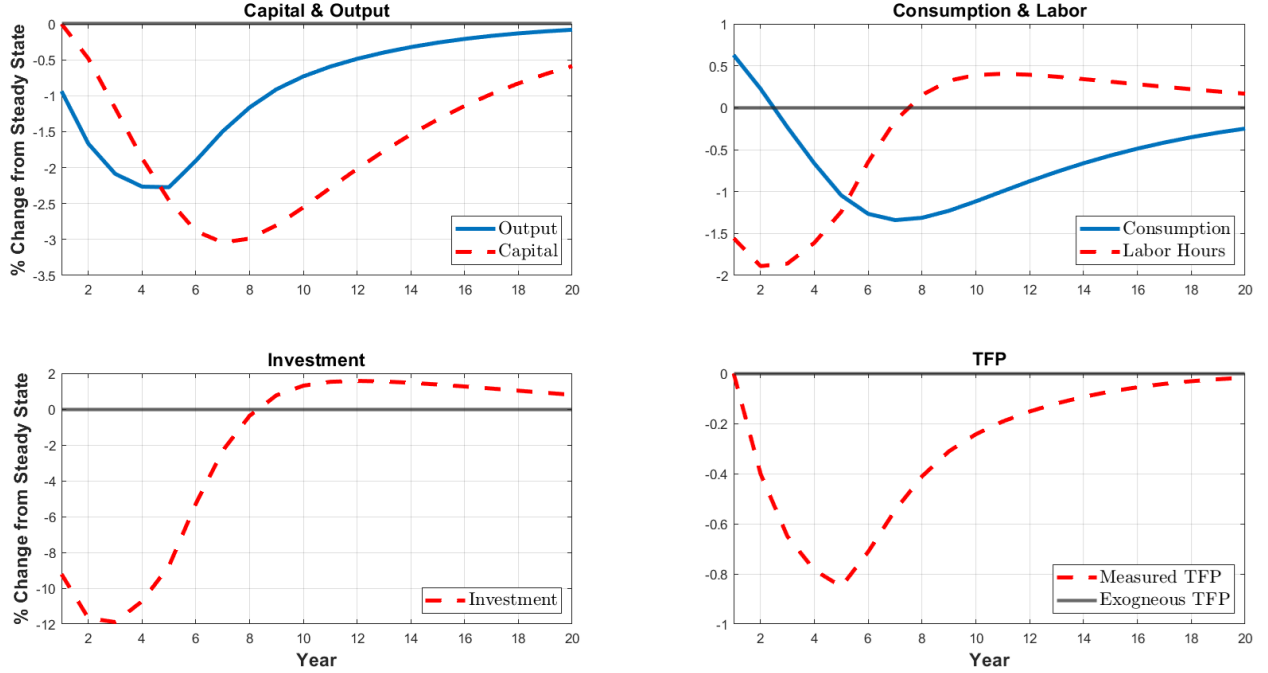 Capital & Output
% Change from Steady State
0
-0.5
-1
-1.5
-2
-2.5
-3
-3.5
2 4 6 8 10 12 14 16 18 20
Output
Capital
Consumption & Labor
1
0.5
0
-0.5
-1
-1.5
-2
2 4 6 8 10 12 14 16 18 20
Consumption
Labor Hours
Investment
% Change from Steady State
2
0
-2
-4
-6
-8
-10
-12
2 4 6 8 10 12 14 16 18 20
Investment
Year
TFP
0
-0.2
-0.4
-0.6
-0.8
-1
2 4 6 8 10 12 14 16 18 20
Measured TFP
Exogneous TFP
Year